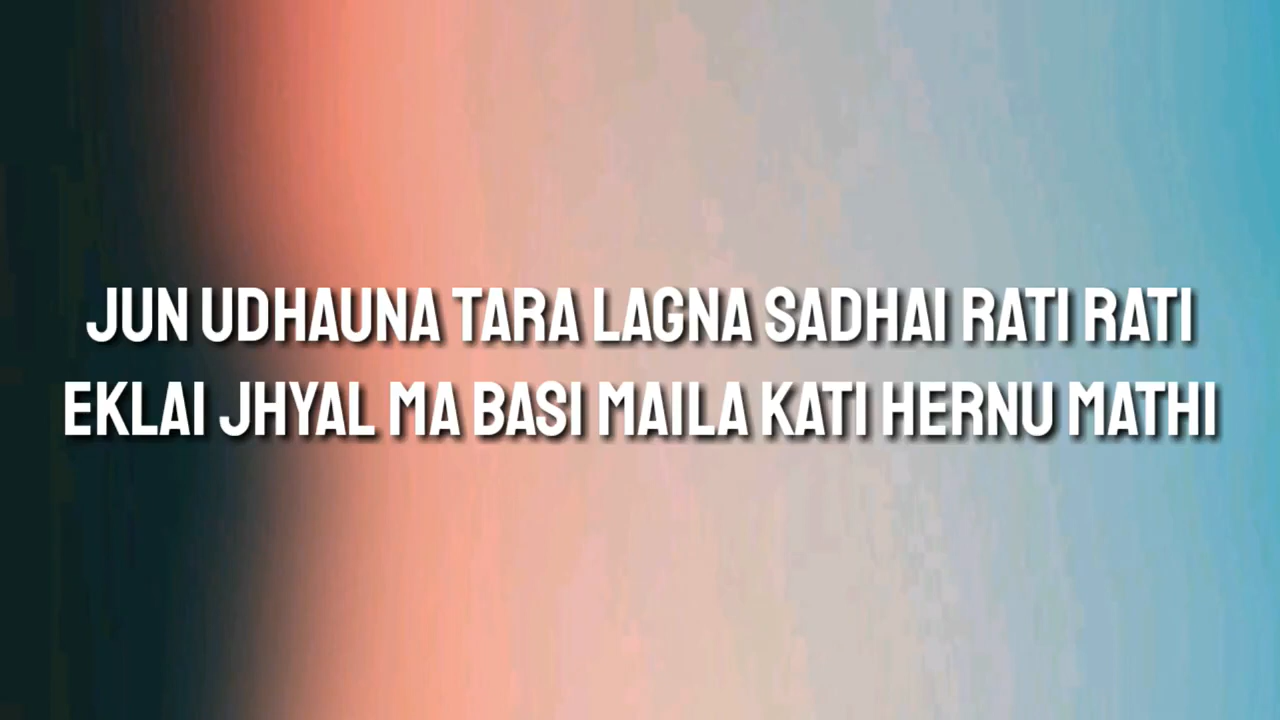 JUN UDHAUNA TARA LAGNA SADHAI RATI RATI
EKLAI JHYAL MA BASI MAILA KATI HERNU MATHI